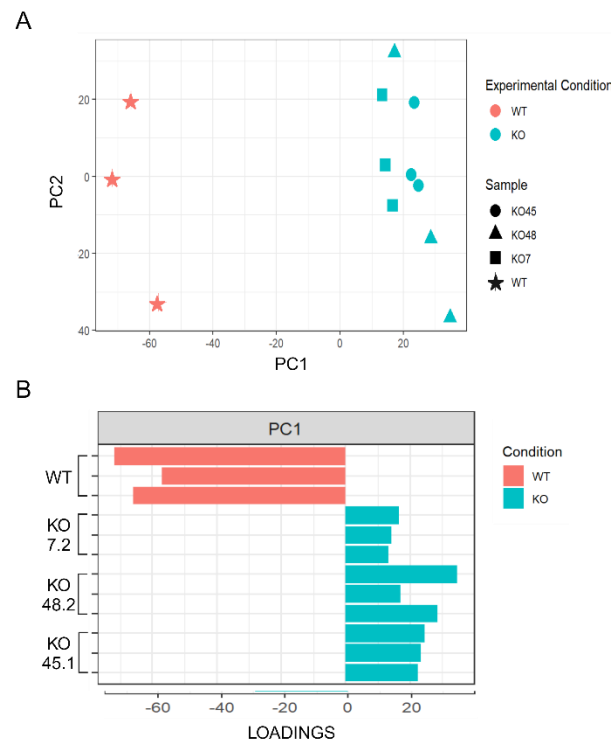 A
20
0
20
40
PC2
-60
-40
-20
0
20
PC1
Experimental Condition
WT
KO
Sample
KO45
KO48
KO7
WT
B
PC1
WT
KO
7.2
KO
48.2
KO
45.1
-60
-40
-20
0
20
LOADINGS
Condition
WT
KO